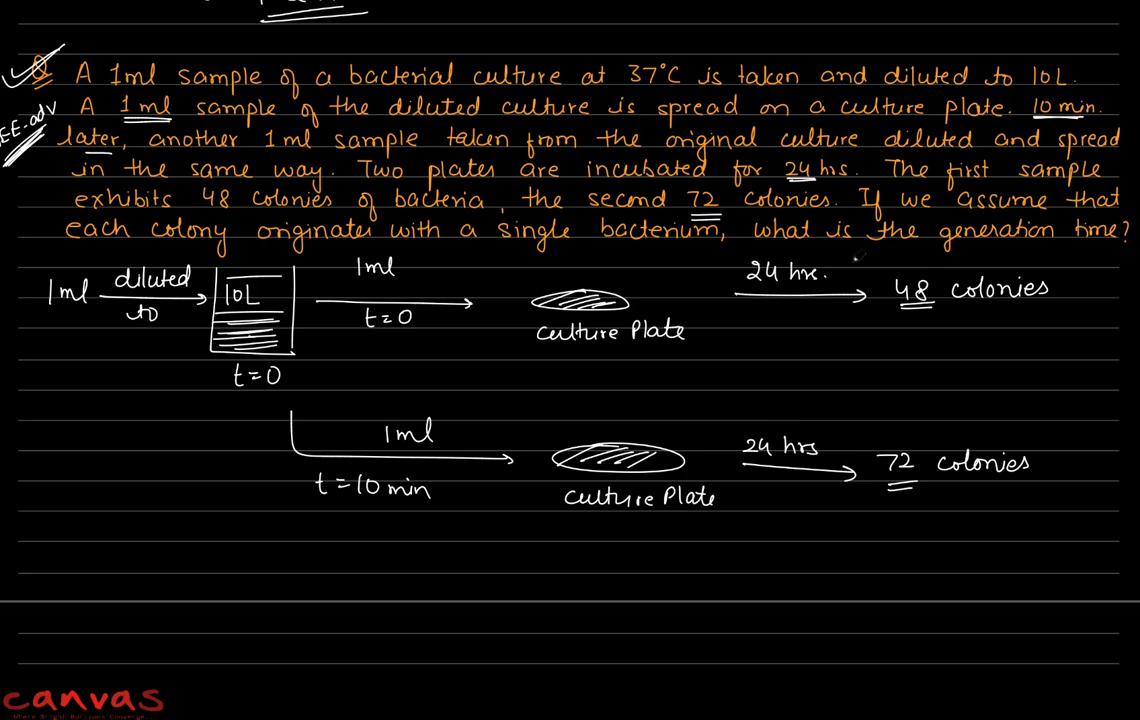 Q A 1ml sample of a bacterial culture at 37°C is taken and diluted to 10L.
A 1ml sample of the diluted culture is spread on a culture plate. 10 min.
later, another 1ml sample taken from the original culture diluted and spread
in the same way. Two plates are incubated for 24 hrs. The first sample
exhibits 48 colonies of bacteria, the second 72 colonies. If we assume that
each colony originates with a single bacterium, what is the generation time?
1ml diluted to 10L
t=0
1ml
t=0
culture Plate
24 hrs.
48 colonies
1ml
t=10min
culture Plate
24 hrs
72 colonies
canvas